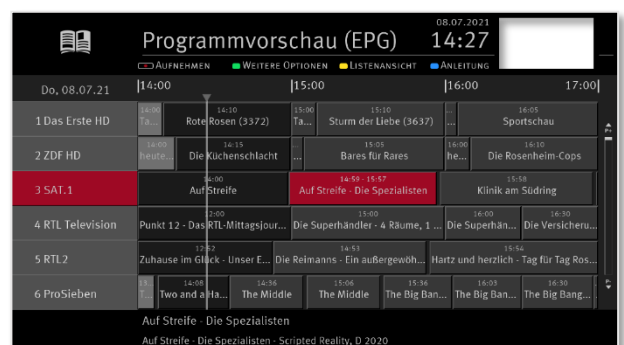 08.07.2021
Programmvorschau (EPG) 14:27
AUFNEHMEN WEITERE OPTIONEN LISTENANSICHT ANLEITUNG
Do, 08.07.21 14:00 15:00 16:00 17:00
14:00 14:10 15:00 15:10 ... 16:05
1 Das Erste HD Ta... Rote Rosen (3372) Ta... Sturm der Liebe (3637) ... Sportschau
14:00 14:15 ... 15:05 16:00 16:10
2 ZDF HD heute... Die Küchenschlacht ... Bares für Rares he... Die Rosenheim-Cops
14:00 14:59 - 15:57 15:58
3 SAT.1 Auf Streife Auf Streife - Die Spezialisten Klinik am Südring
12:00 15:00 16:00 16:30
4 RTL Television Punkt 12 - Das RTL-Mittagsjour... Die Superhändler - 4 Räume, 1 ... Die Superhän... Die Versicheru...
12:52 14:53 15:54
5 RTL2 Zuhause im Glück - Unser E... Die Reimanns - Ein außergewöh... Hartz und herzlich - Tag für Tag Ros...
13... 14:08 14:36 15:06 15:36 16:03 16:30
6 ProSieben T... Two and a Ha... The Middle The Middle The Big Ban... The Big Ban... The Big Bang...
Auf Streife - Die Spezialisten
Auf Streife - Die Spezialisten - Scripted Reality, D 2020